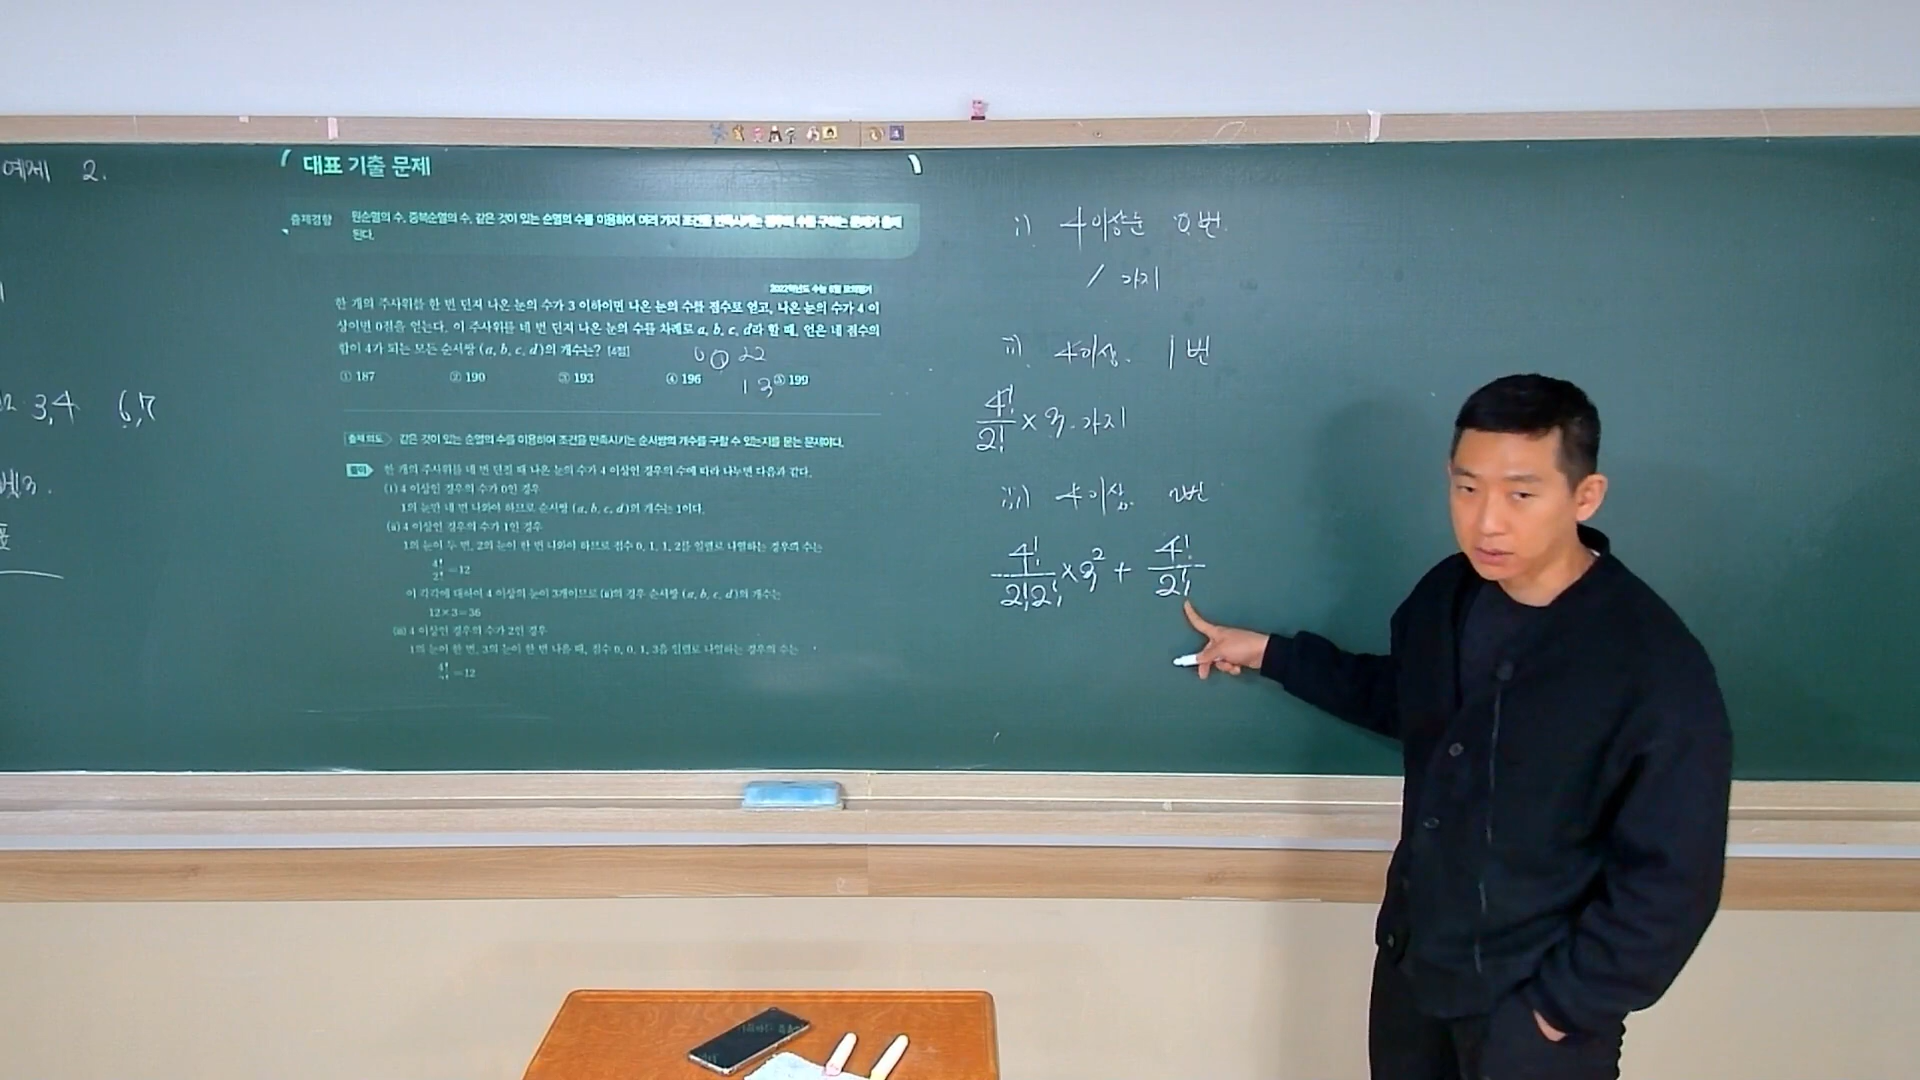 예제 2.
3,4 6,7
대표 기출 문제
출제경향 원순열의 수, 중복순열의 수, 같은 것이 있는 순열의 수를 이용하여 여러 가지 조건을 만족시키는 경우의 수를 구하는 문제가 출제
된다.
2022학년도 수능 6월 모의평가
한 개의 주사위를 한 번 던져 나온 눈의 수가 3 이하이면 나온 눈의 수를 점수로 얻고, 나온 눈의 수가 4 이
상이면 0점을 얻는다. 이 주사위를 네 번 던져 나온 눈의 수를 차례로 a, b, c, d라 할 때, 얻은 네 점수의
합이 4가 되는 모든 순서쌍 (a, b, c, d)의 개수는? [4점]
22
① 187 ② 190 ③ 193 ④ 196 ⑤ 199
1 3
출제 의도 같은 것이 있는 순열의 수를 이용하여 조건을 만족시키는 순서쌍의 개수를 구할 수 있는지를 묻는 문제이다.
풀이 한 개의 주사위를 네 번 던질 때 나온 눈의 수가 4 이상인 경우의 수에 따라 나누면 다음과 같다.
(i) 4 이상인 경우의 수가 0인 경우
1의 눈만 네 번 나와야 하므로 순서쌍 (a, b, c, d)의 개수는 1이다.
(ii) 4 이상인 경우의 수가 1인 경우
1의 눈이 두 번, 2의 눈이 한 번 나와야 하므로 점수 0, 1, 1, 2를 일렬로 나열하는 경우의 수는
4!/2! =12
이 각각에 대하여 4 이상의 눈이 3개이므로 (ii)의 경우 순서쌍 (a, b, c, d)의 개수는
12×3=36
(iii) 4 이상인 경우의 수가 2인 경우
1의 눈이 한 번, 3의 눈이 한 번 나올 때, 점수 0, 0, 1, 3을 일렬로 나열하는 경우의 수는
=12
i) 4이상눈 0번
1 가지
ii) 4이상. 1번
4!/2! × 3 가지
iii) 4이상. 2번
4!/2!2! ×3² + 4!/2!